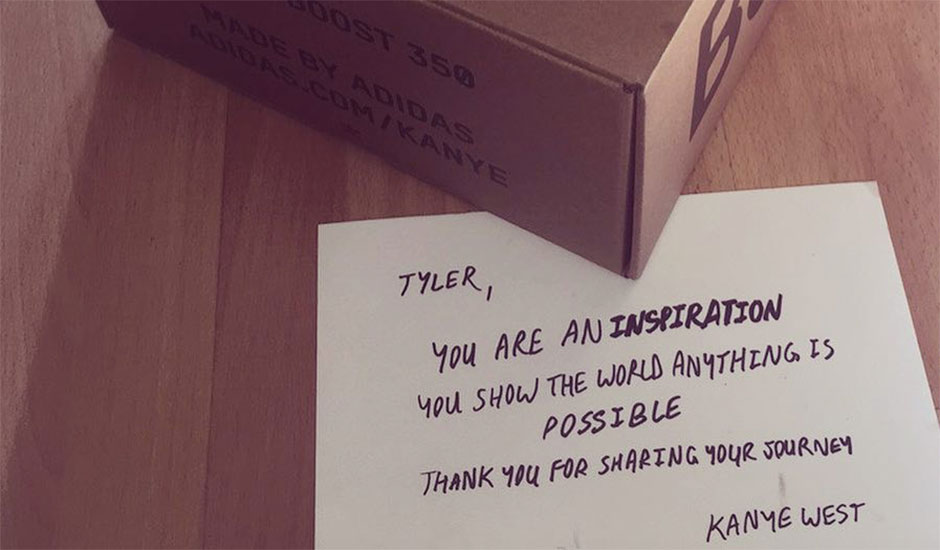 BOOST 350
MADE BY ADIDAS
ADIDAS.COM/KANYE
TYLER,
YOU ARE AN INSPIRATION
YOU SHOW THE WORLD ANYTHING IS
POSSIBLE
THANK YOU FOR SHARING YOUR JOURNEY
KANYE WEST